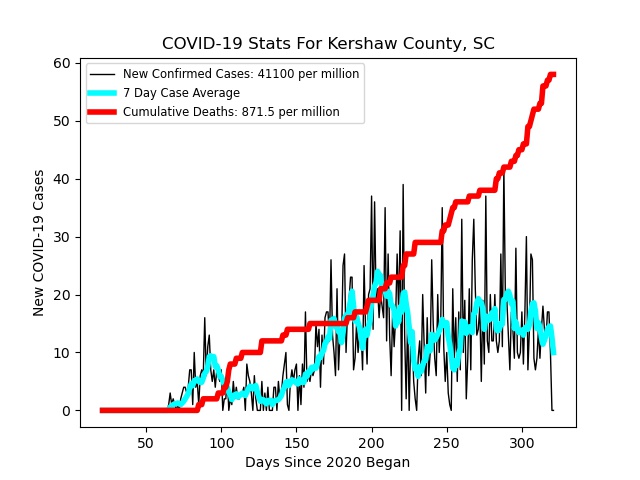 COVID-19 Stats For Kershaw County, SC
New Confirmed Cases: 41100 per million
7 Day Case Average
Cumulative Deaths: 871.5 per million
New COVID-19 Cases
60
50
40
30
20
10
0
50 100 150 200 250 300
Days Since 2020 Began